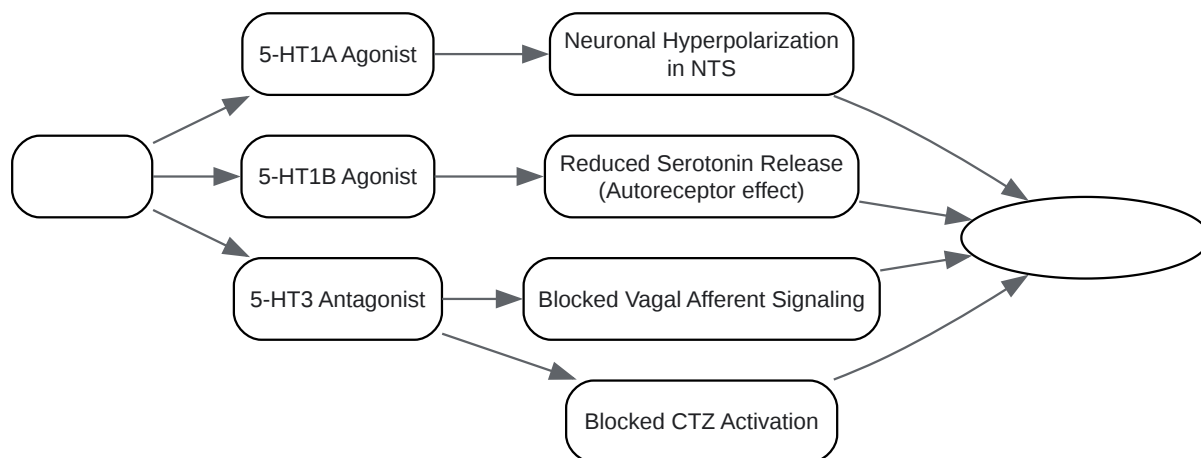 5-HT1A Agonist
Neuronal Hyperpolarization
in NTS
5-HT1B Agonist
Reduced Serotonin Release
(Autoreceptor effect)
5-HT3 Antagonist
Blocked Vagal Afferent Signaling
Blocked CTZ Activation